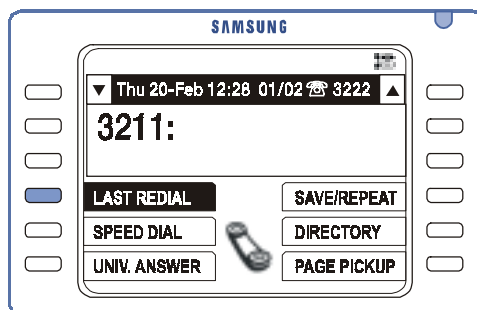 SAMSUNG
Thu 20-Feb 12:28 01/02 ☎ 3222
3211:
LAST REDIAL SAVE/REPEAT
SPEED DIAL DIRECTORY
UNIV. ANSWER PAGE PICKUP